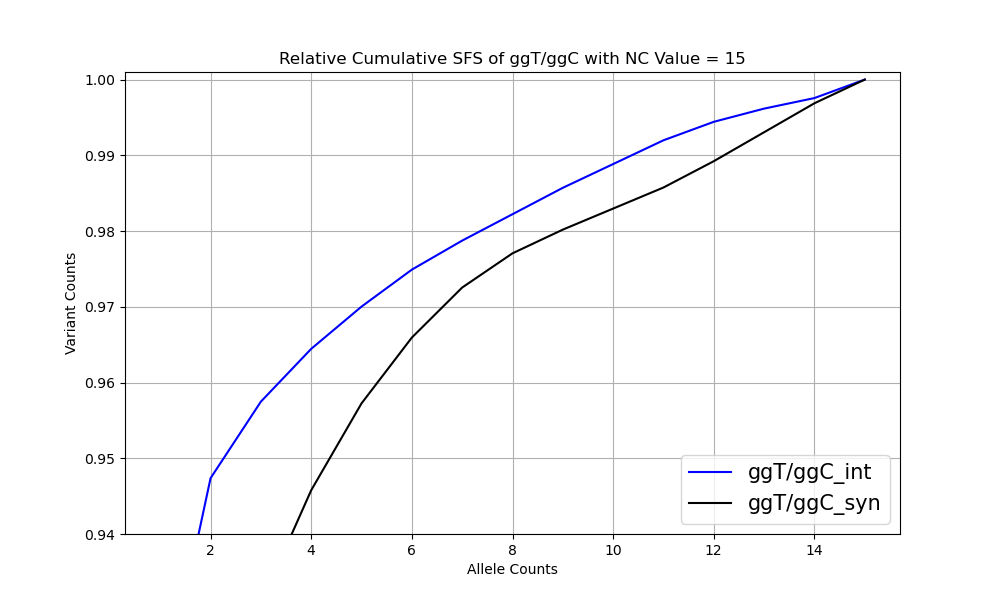 Relative Cumulative SFS of ggT/ggC with NC Value = 15
1.00
0.99
0.98
0.97
0.96
0.95
0.94
Variant Counts
2 4 6 8 10 12 14
Allele Counts
ggT/ggC_int
ggT/ggC_syn